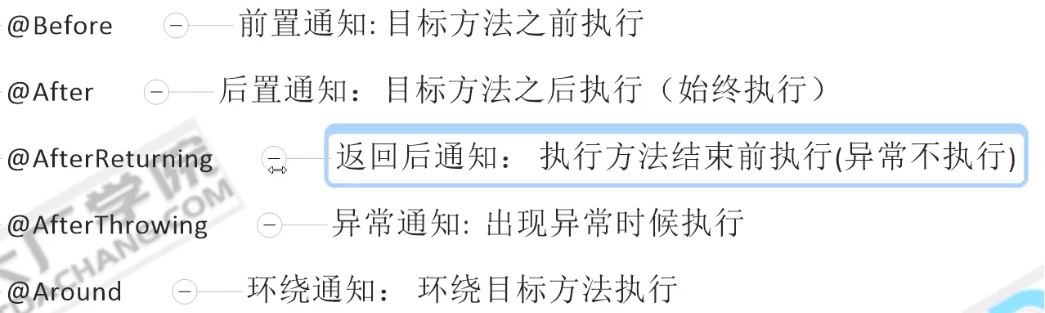 @Before 前置通知: 目标方法之前执行
@After 后置通知： 目标方法之后执行（始终执行）
@AfterReturning 返回后通知： 执行方法结束前执行(异常不执行)
@AfterThrowing 异常通知: 出现异常时候执行
@Around 环绕通知： 环绕目标方法执行